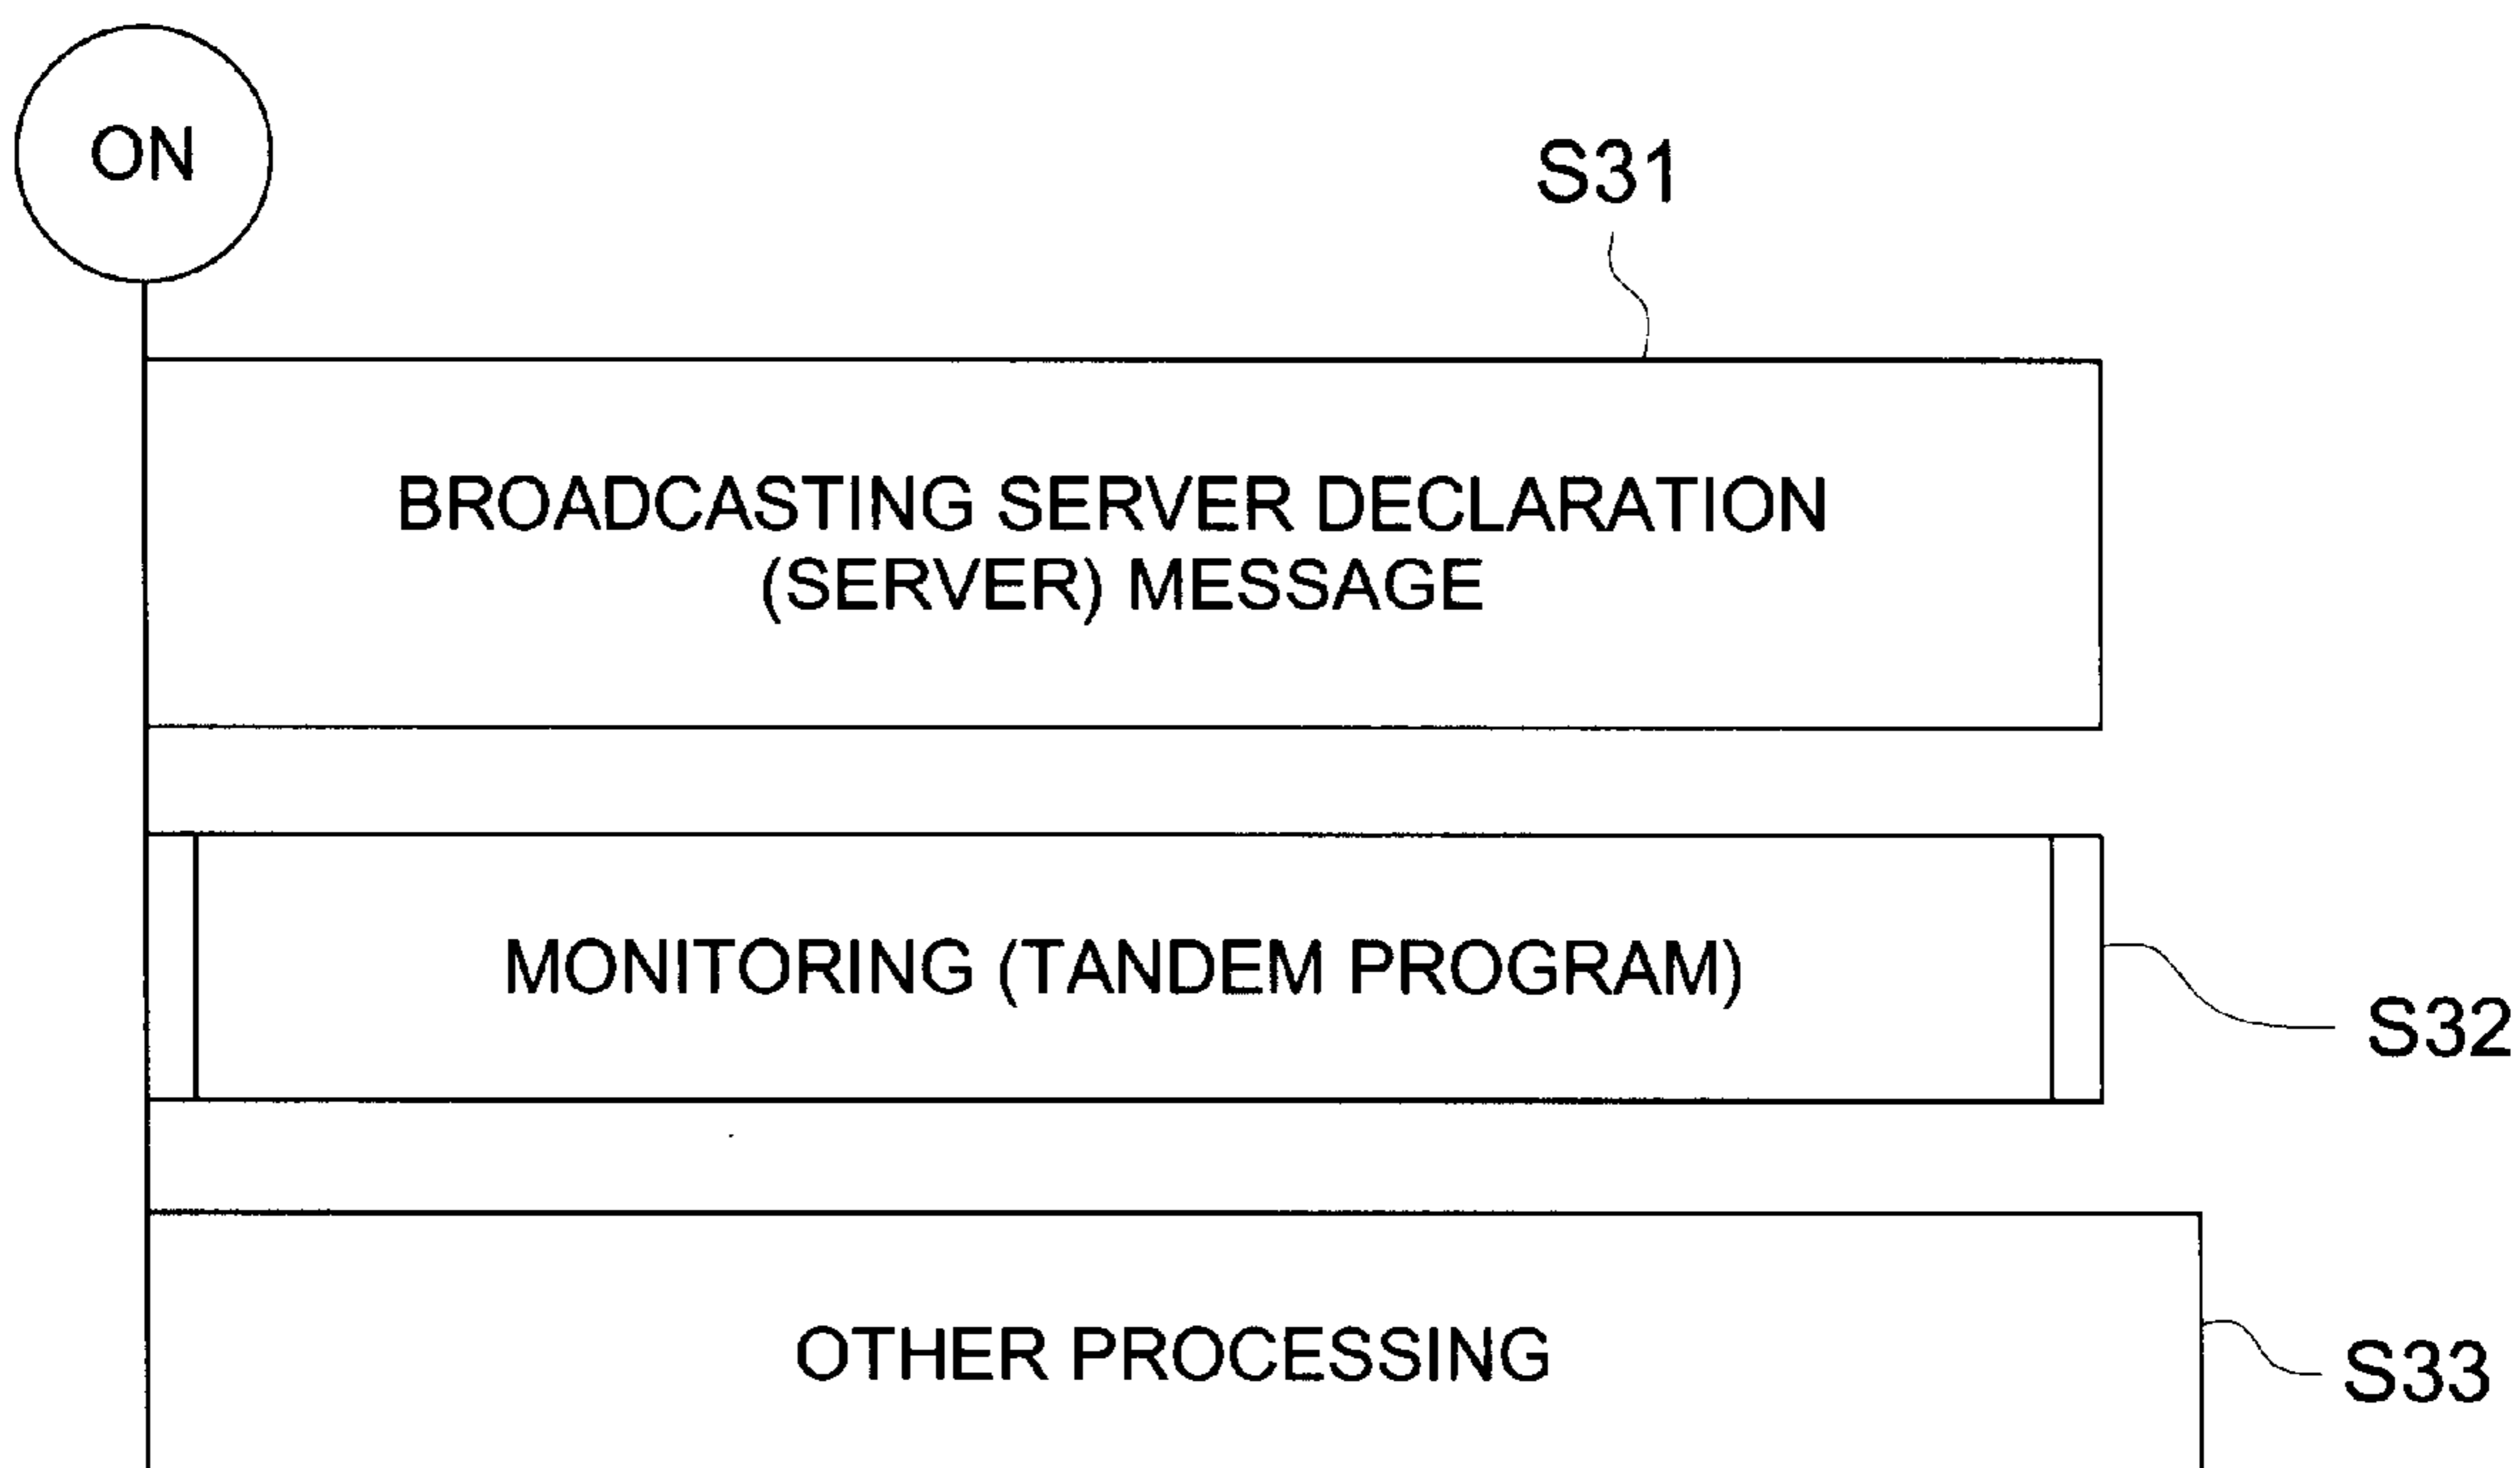 ON
S31
BROADCASTING SERVER DECLARATION
(SERVER) MESSAGE
MONITORING (TANDEM PROGRAM)
S32
OTHER PROCESSING
S33